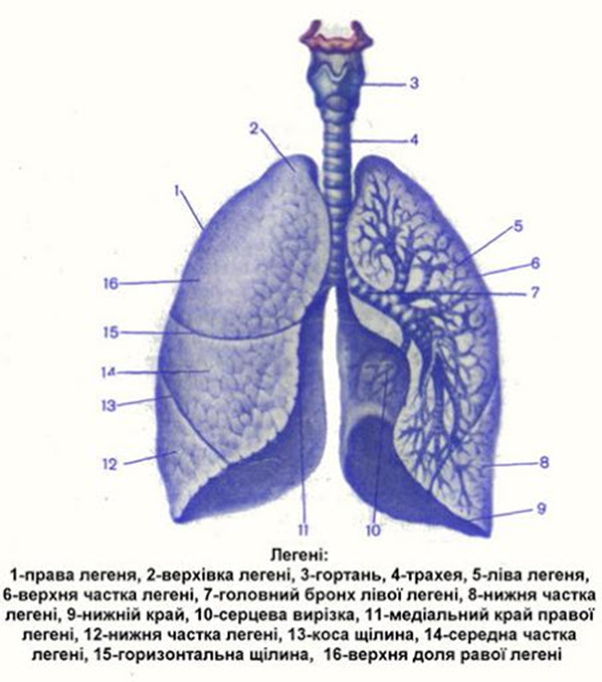 3
2
4
1
5
6
16
7
15
14
13
12
8
9
11
10
Легені:
1-права легеня, 2-верхівка легені, 3-гортань, 4-трахея, 5-ліва легеня,
6-верхня частка легені, 7-головний бронх лівої легені, 8-нижня частка
легені, 9-нижній край, 10-серцева вирізка, 11-медіальний край правої
легені, 12-нижня частка легені, 13-коса щілина, 14-середна частка
легені, 15-горизонтальна щілина, 16-верхня доля равої легені